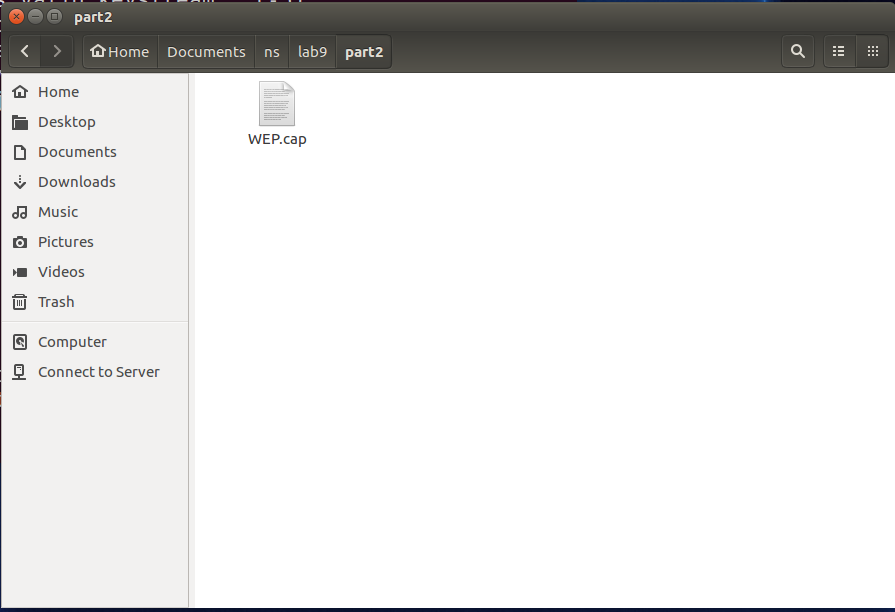 part2
Home Documents ns lab9 part2
Home
Desktop
Documents
Downloads
Music
Pictures
Videos
Trash
Computer
Connect to Server
WEP.cap